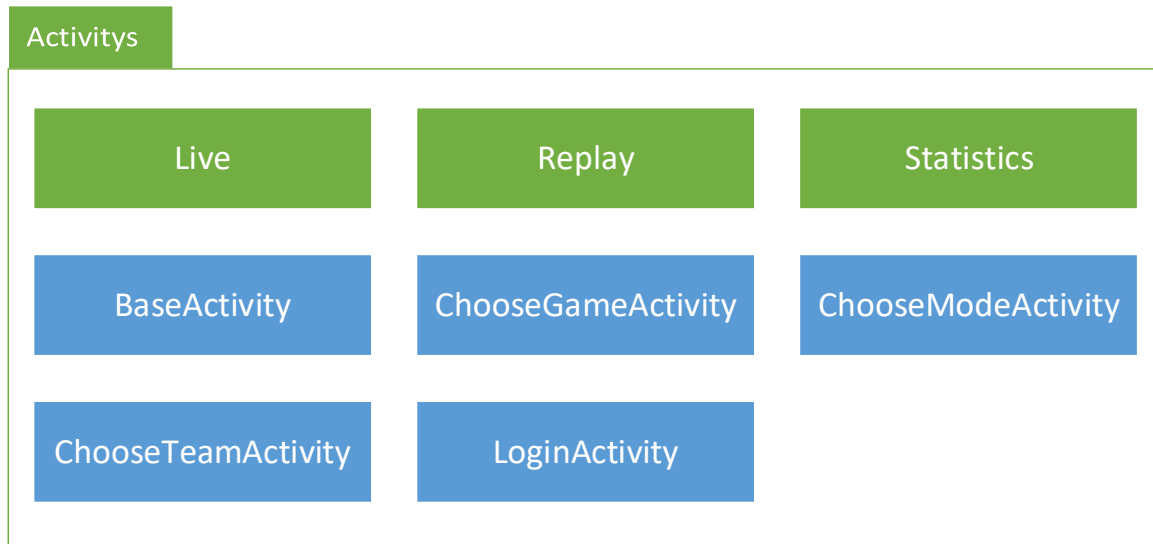 Activitys
Live
Replay
Statistics
BaseActivity
ChooseGameActivity
ChooseModeActivity
ChooseTeamActivity
LoginActivity